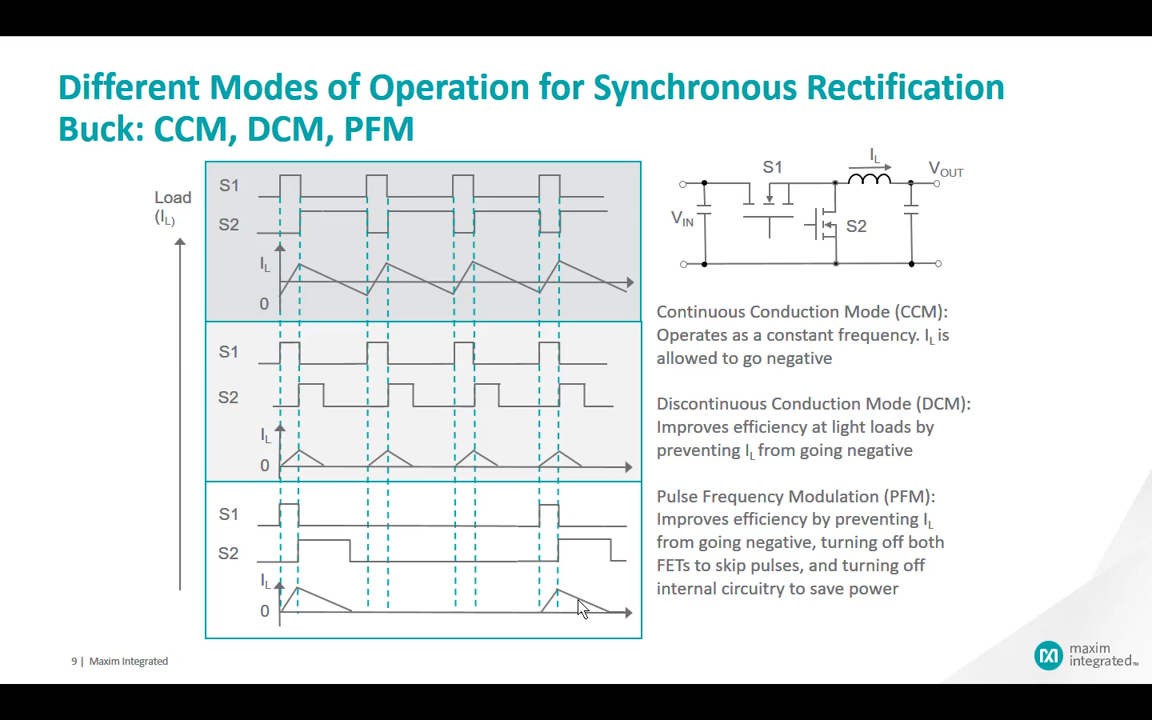 Different Modes of Operation for Synchronous Rectification
Buck: CCM, DCM, PFM
Load
(IL)
S1
S2
IL
0
S1
S2
IL
0
S1
S2
IL
0
S1
IL
VOUT
VIN
S2
Continuous Conduction Mode (CCM):
Operates as a constant frequency. IL is
allowed to go negative
Discontinuous Conduction Mode (DCM):
Improves efficiency at light loads by
preventing IL from going negative
Pulse Frequency Modulation (PFM):
Improves efficiency by preventing IL
from going negative, turning off both
FETs to skip pulses, and turning off
internal circuitry to save power
9 | Maxim Integrated
maxim
integrated™